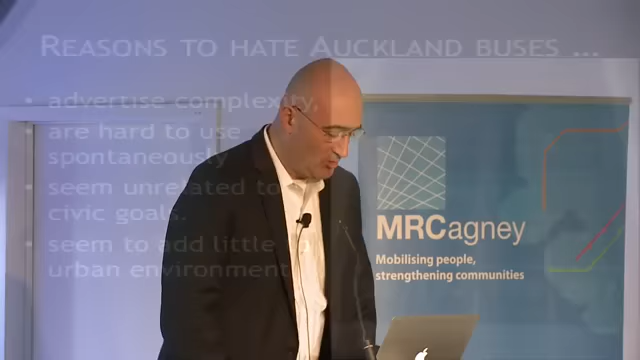 REASONS TO HATE AUCKLAND BUSES ...
• advertise complexity,
• are hard to use
spontaneously
• seem unrelated to
civic goals.
• seem to add little to
urban environment
MRCagney
Mobilising people,
strengthening communities